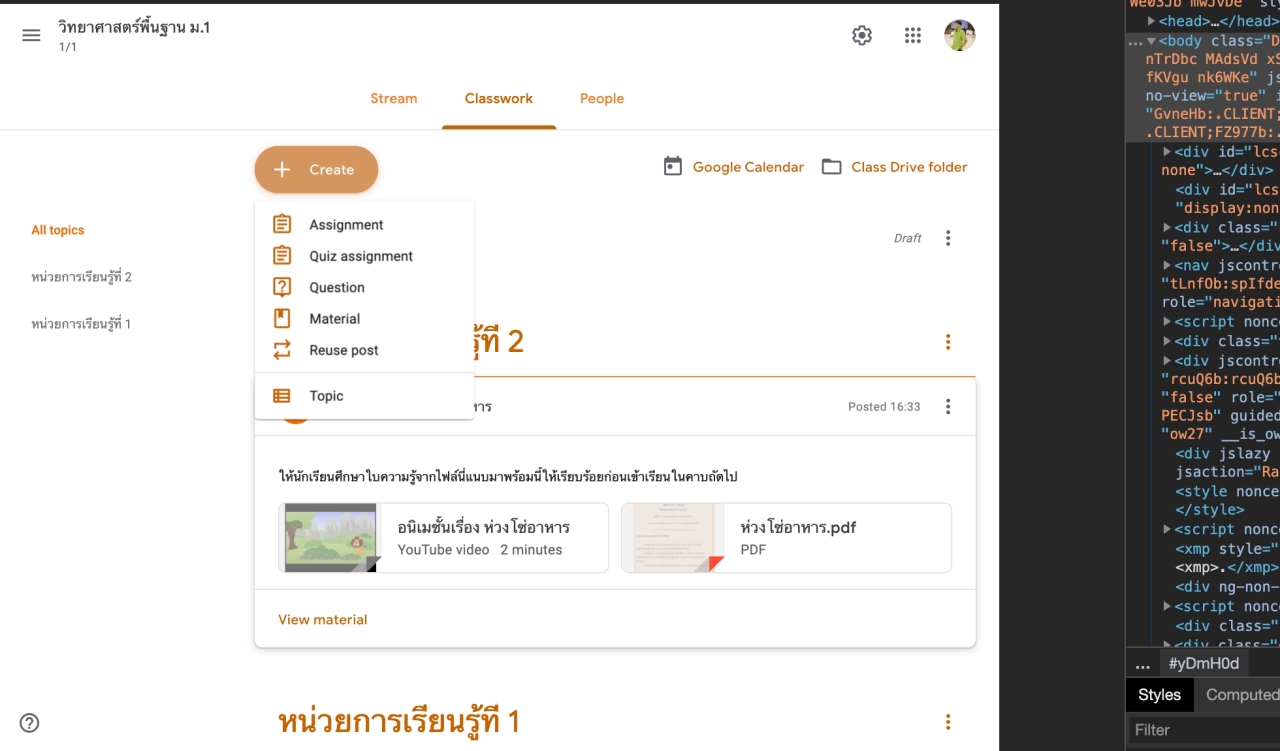 วิทยาศาสตร์พื้นฐาน ม.1
1/1
Stream
Classwork
People
Create
Google Calendar
Class Drive folder
All topics
หน่วยการเรียนรู้ที่ 2
หน่วยการเรียนรู้ที่ 1
Assignment
Quiz assignment
Question
Material
Reuse post
Topic
Draft
รู้ที่ 2
หาร
Posted 16:33
ให้นักเรียนศึกษาใบความรู้จากไฟล์นี่แนบมาพร้อมนี้ให้เรียบร้อยก่อนเข้าเรียนในคาบถัดไป
อนิเมชั้นเรื่อง ห่วงโซ่อาหาร
YouTube video 2 minutes
ห่วงโซ่อาหาร.pdf
PDF
View material
หน่วยการเรียนรู้ที่ 1
<head>…</head>
…<body class="D
nTrDbc MAdsVd xS
fKVgu nk6WKe" js
no-view="true" i
"GvneHb:.CLIENT;
.CLIENT;FZ977b:.
<div id="lcs
none">…</div>
<div id="lcs
"display:non
<div class="
"false">…</div
<nav jscontr
"tLnfOb:spIfde
role="navigati
<script nonc
<div class="
<div jscontr
"rcuQ6b:rcuQ6b
"false" role="
PECJsb" guided
"ow27" __is_ow
<div jslazy
jsaction="Ra
<style nonce
</style>
<script nonc
<xmp style="
<xmp>.</xmp>
<div ng-non-
<script nonc
<div class="
<div class="
… #yDmH0d
Styles
Computed
Filter